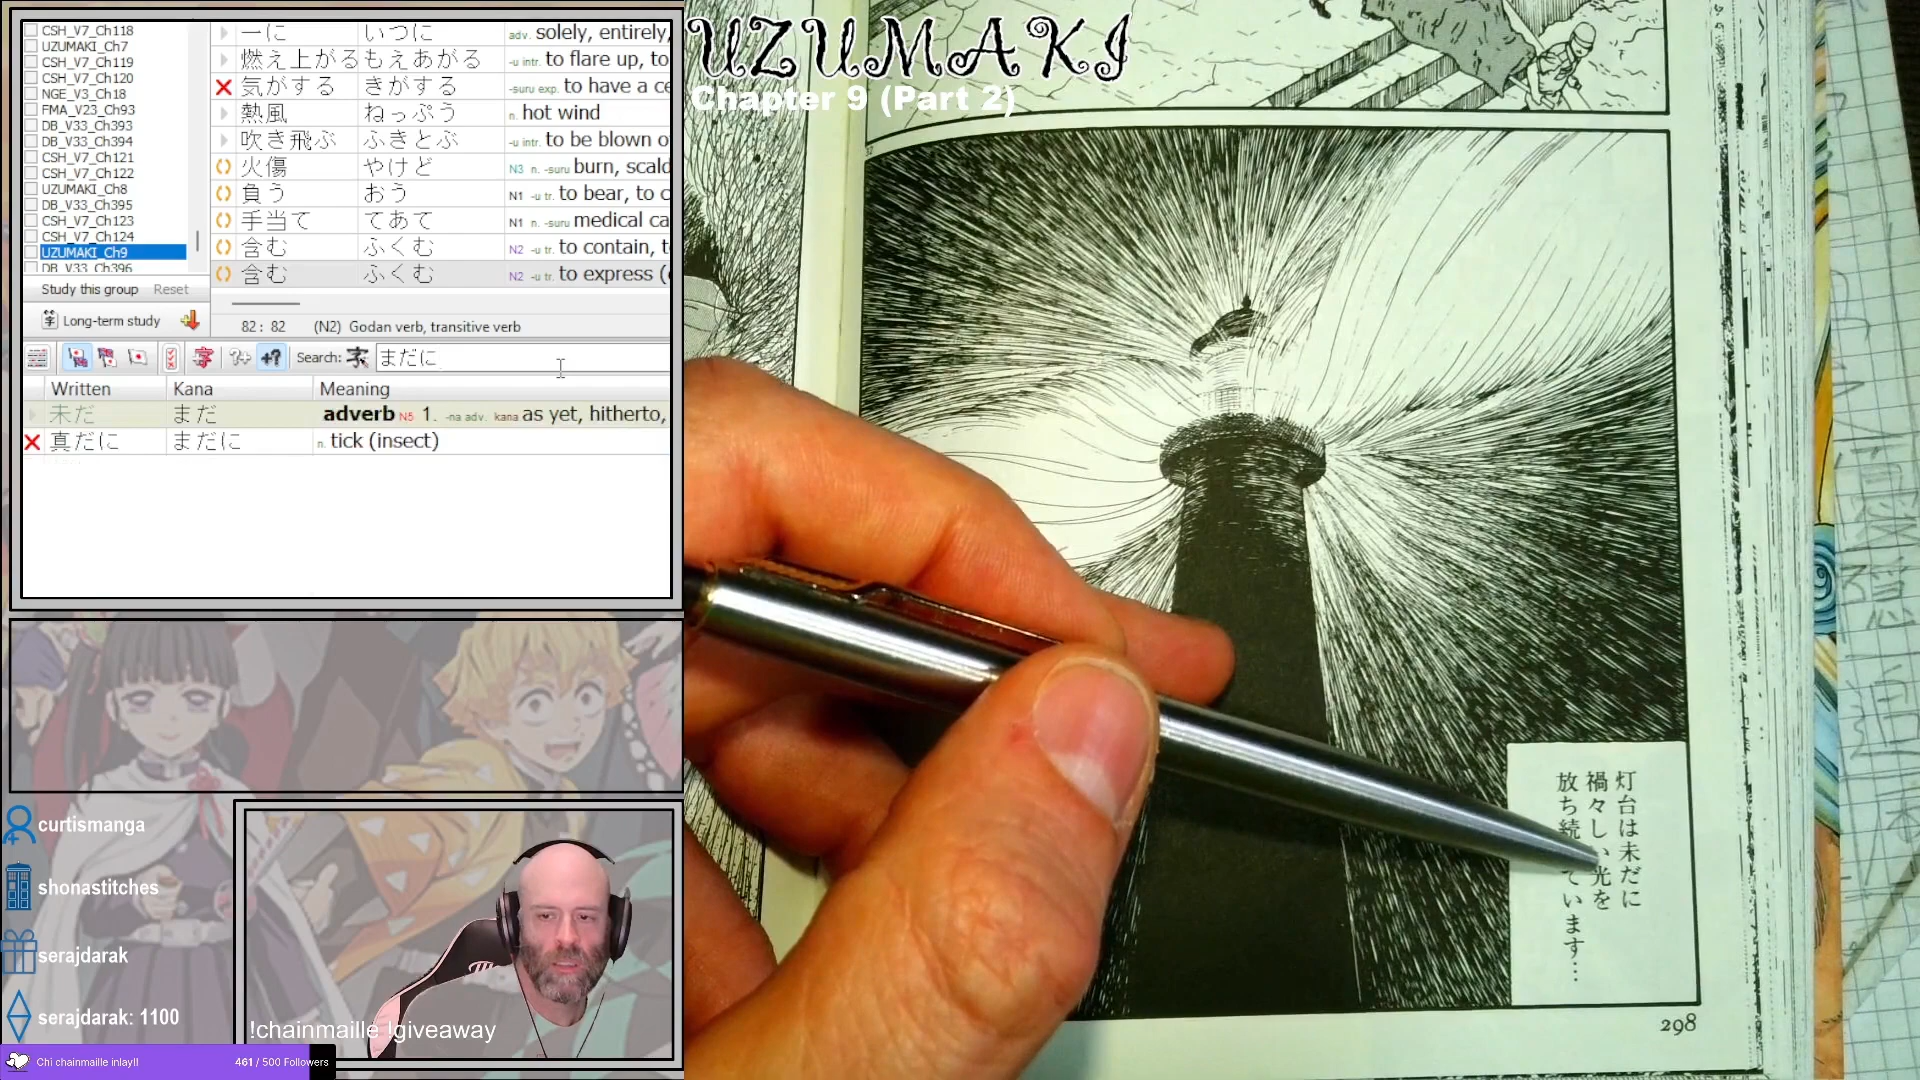 CSH_V7_Ch118
UZUMAKI_Ch7
CSH_V7_Ch119
CSH_V7_Ch120
NGE_V3_Ch18
FMA_V23_Ch93
DB_V33_Ch393
DB_V33_Ch394
CSH_V7_Ch121
CSH_V7_Ch122
UZUMAKI_Ch8
DB_V33_Ch395
CSH_V7_Ch123
CSH_V7_Ch124
UZUMAKI_Ch9
DB_V33_Ch396
Study this group Reset
Long-term study
一に いつに adv. solely, entirely,
燃え上がる もえあがる -u intr. to flare up, to
気がする きがする -suru exp. to have a ce
熱風 ねっぷう n. hot wind
吹き飛ぶ ふきとぶ -u intr. to be blown o
火傷 やけど N3 n. -suru burn, scald
負う おう N1 -u tr. to bear, to c
手当て てあて N1 n. -suru medical ca
含む ふくむ N2 -u tr. to contain, t
含む ふくむ N2 -u tr. to express (
82 : 82 (N2) Godan verb, transitive verb
Search: まだに
Written Kana Meaning
未だ まだ adverb N5 1. -na adv. kana as yet, hitherto,
真だに まだに n. tick (insect)
UZUMAKI
Chapter 9 (Part 2)
灯台は未だに
禍々しい光を
放ち続ています…
298
curtismanga
shonastitches
serajdarak
serajdarak: 1100
!chainmaille !giveaway
Chi chainmaille inlay!! 461 / 500 Followers